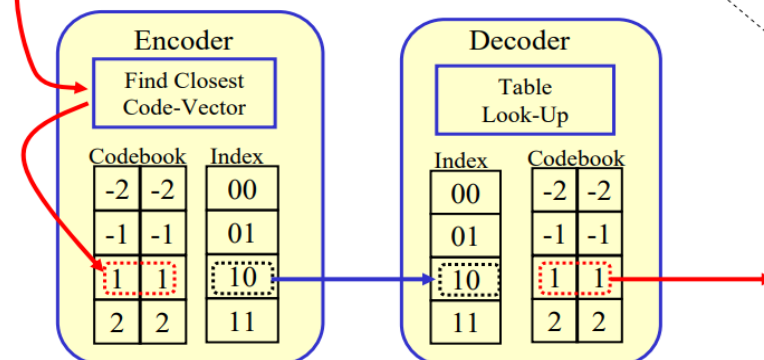 Encoder
Find Closest
Code-Vector
Codebook Index
-2 -2 00
-1 -1 01
1 1 10
2 2 11
Decoder
Table
Look-Up
Index Codebook
00 -2 -2
01 -1 -1
10 1 1
11 2 2